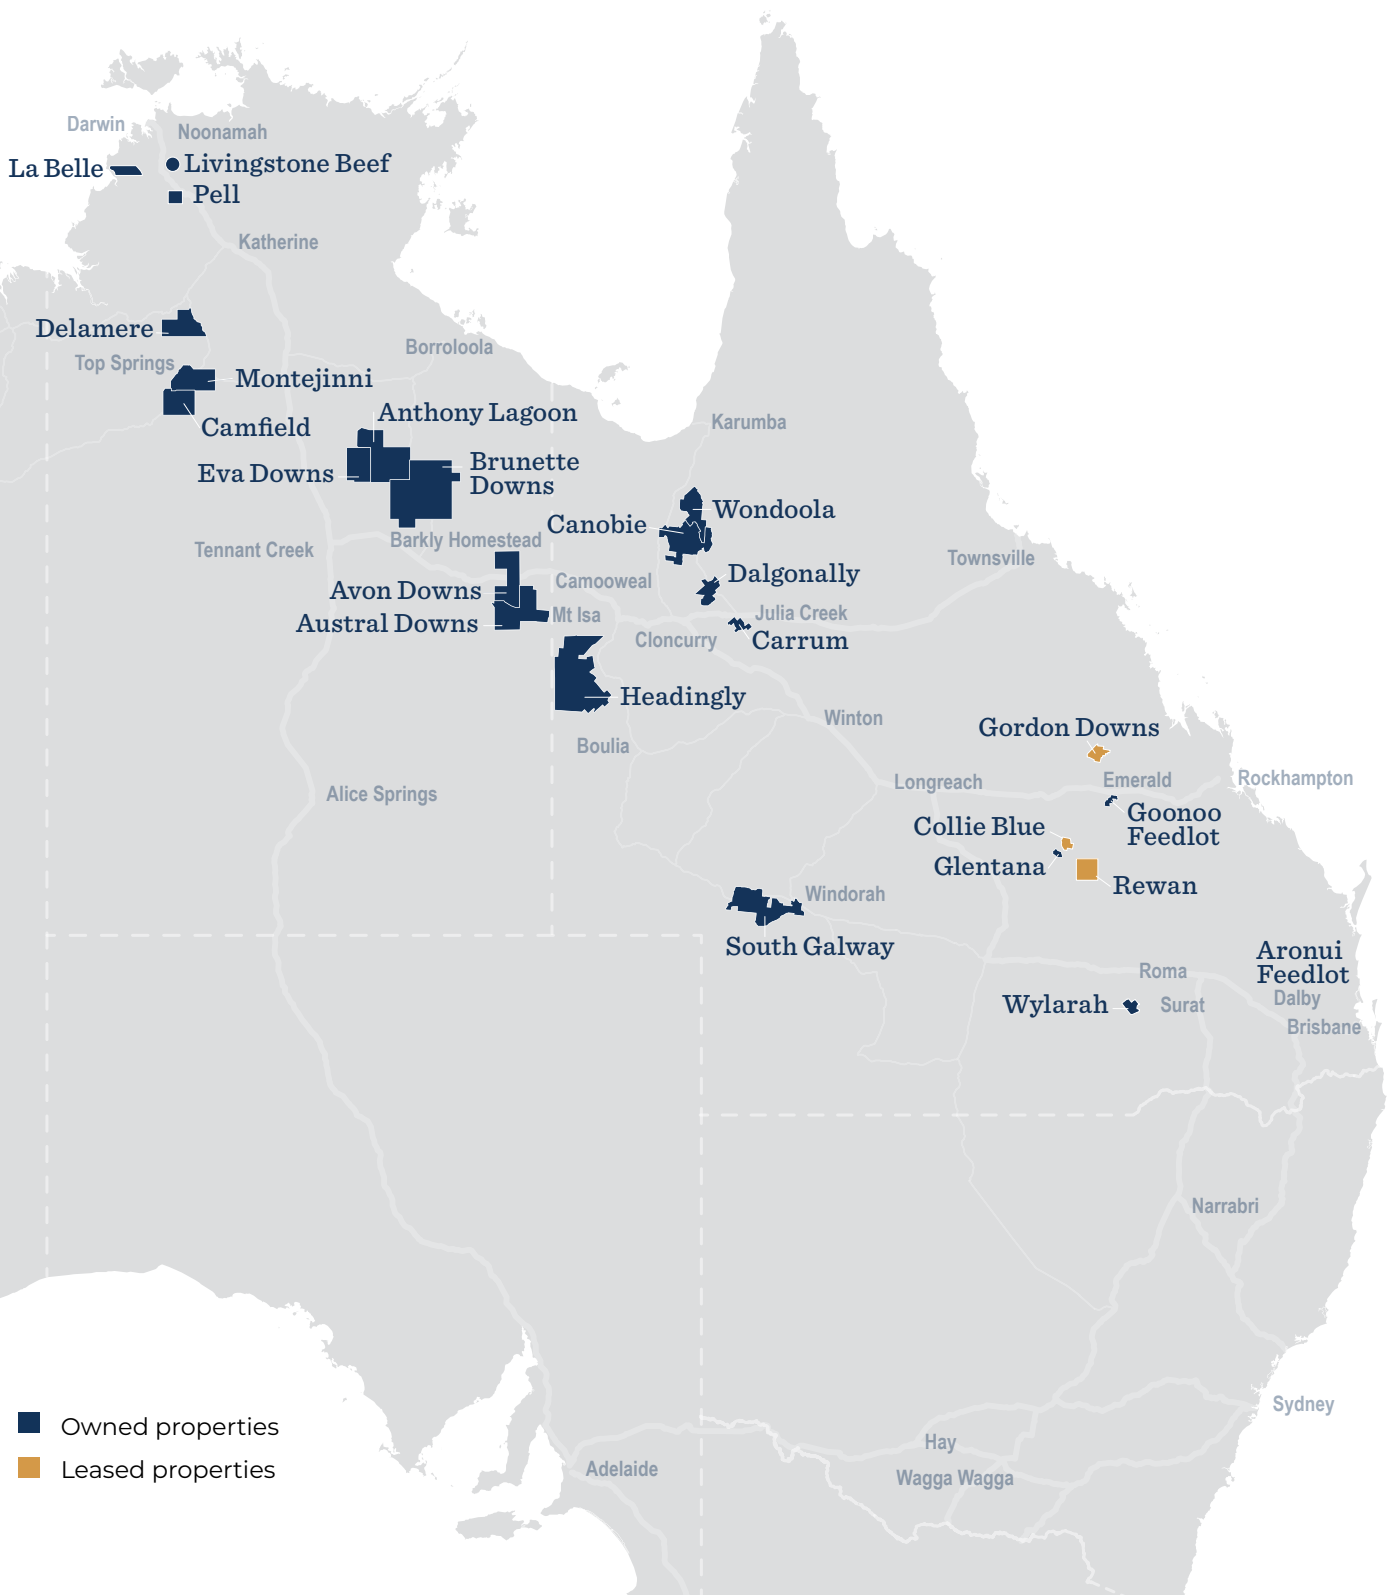 Darwin
Noonamah
La Belle
Livingstone Beef
Pell
Katherine
Delamere
Top Springs
Borroloola
Montejinni
Anthony Lagoon
Camfield
Karumba
Eva Downs
Brunette
Downs
Wondoola
Canobie
Barkly Homestead
Tennant Creek
Townsville
Dalgonally
Camooweal
Avon Downs
Julia Creek
Mt Isa
Austral Downs
Cloncurry
Carrum
Headingly
Winton
Gordon Downs
Boulia
Longreach
Emerald
Rockhampton
Alice Springs
Goonoo
Feedlot
Collie Blue
Glentana
Rewan
Windorah
South Galway
Aronui
Feedlot
Roma
Dalby
Wylarah
Surat
Brisbane
Narrabri
Sydney
Owned properties
Hay
Leased properties
Adelaide
Wagga Wagga